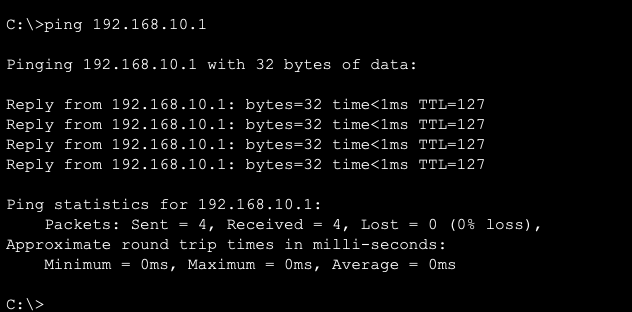 C:\>ping 192.168.10.1
Pinging 192.168.10.1 with 32 bytes of data:
Reply from 192.168.10.1: bytes=32 time<1ms TTL=127
Reply from 192.168.10.1: bytes=32 time<1ms TTL=127
Reply from 192.168.10.1: bytes=32 time<1ms TTL=127
Reply from 192.168.10.1: bytes=32 time<1ms TTL=127
Ping statistics for 192.168.10.1:
    Packets: Sent = 4, Received = 4, Lost = 0 (0% loss),
Approximate round trip times in milli-seconds:
    Minimum = 0ms, Maximum = 0ms, Average = 0ms
C:\>